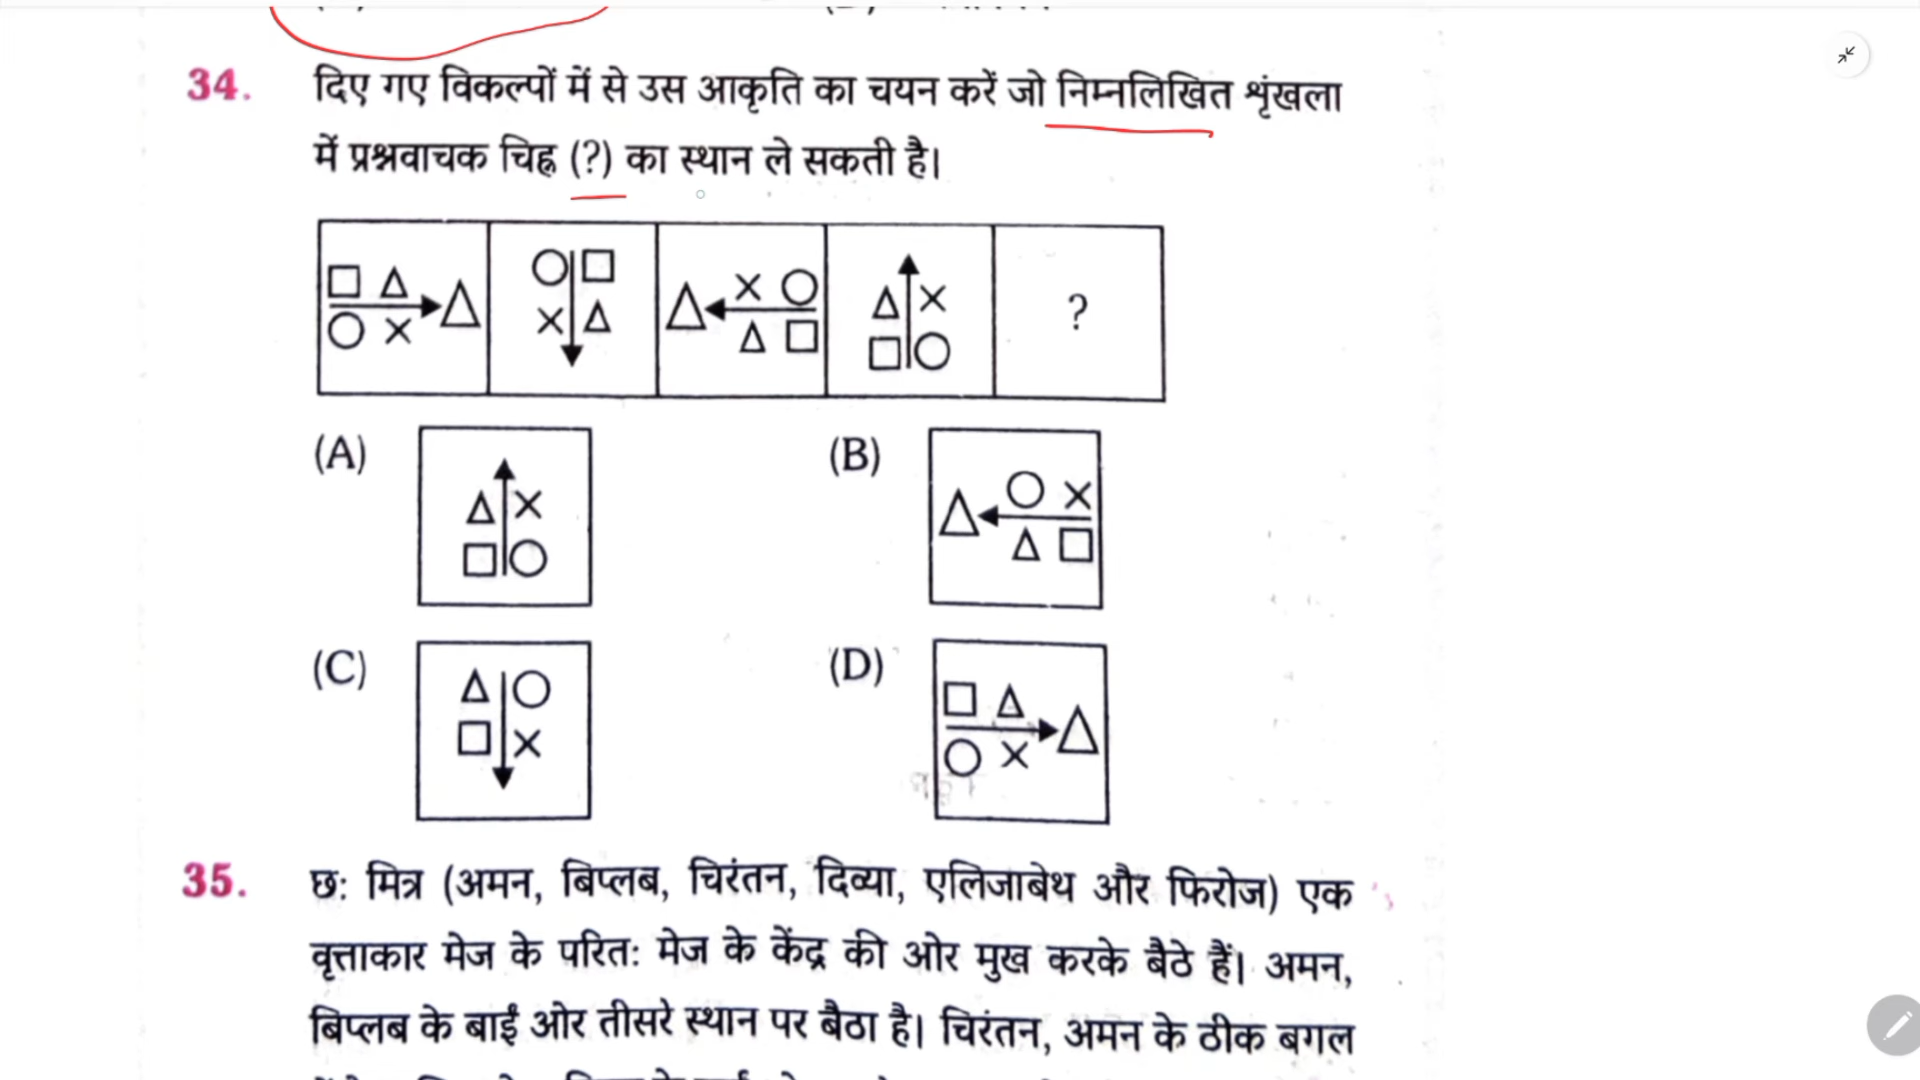 34. दिए गए विकल्पों में से उस आकृति का चयन करें जो निम्नलिखित शृंखला
में प्रश्नवाचक चिह्न (?) का स्थान ले सकती है।
?
(A) (B)
(C) (D)
35. छः मित्र (अमन, बिप्लब, चिरंतन, दिव्या, एलिजाबेथ और फिरोज) एक
वृत्ताकार मेज के परितः मेज के केंद्र की ओर मुख करके बैठे हैं। अमन,
बिप्लब के बाईं ओर तीसरे स्थान पर बैठा है। चिरंतन, अमन के ठीक बगल